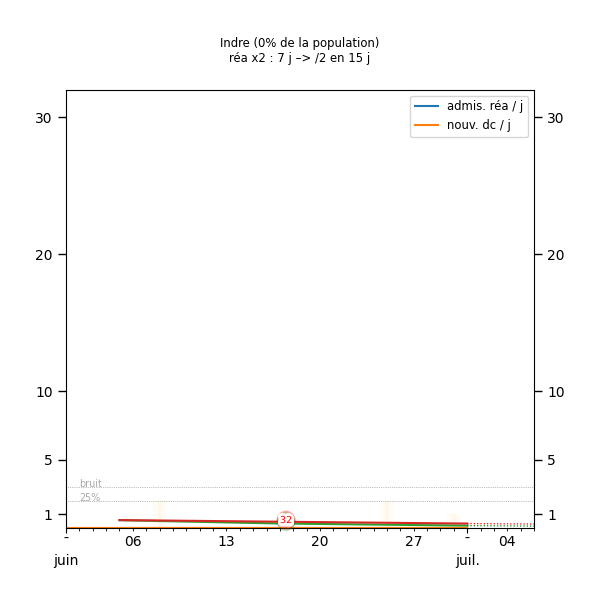 Indre (0% de la population)
réa x2 : 7 j –> /2 en 15 j
admis. réa / j
nouv. dc / j
30 30
20 20
10 10
5 5
bruit
25%
1 1
32
- 06 13 20 27 - 04
juin juil.